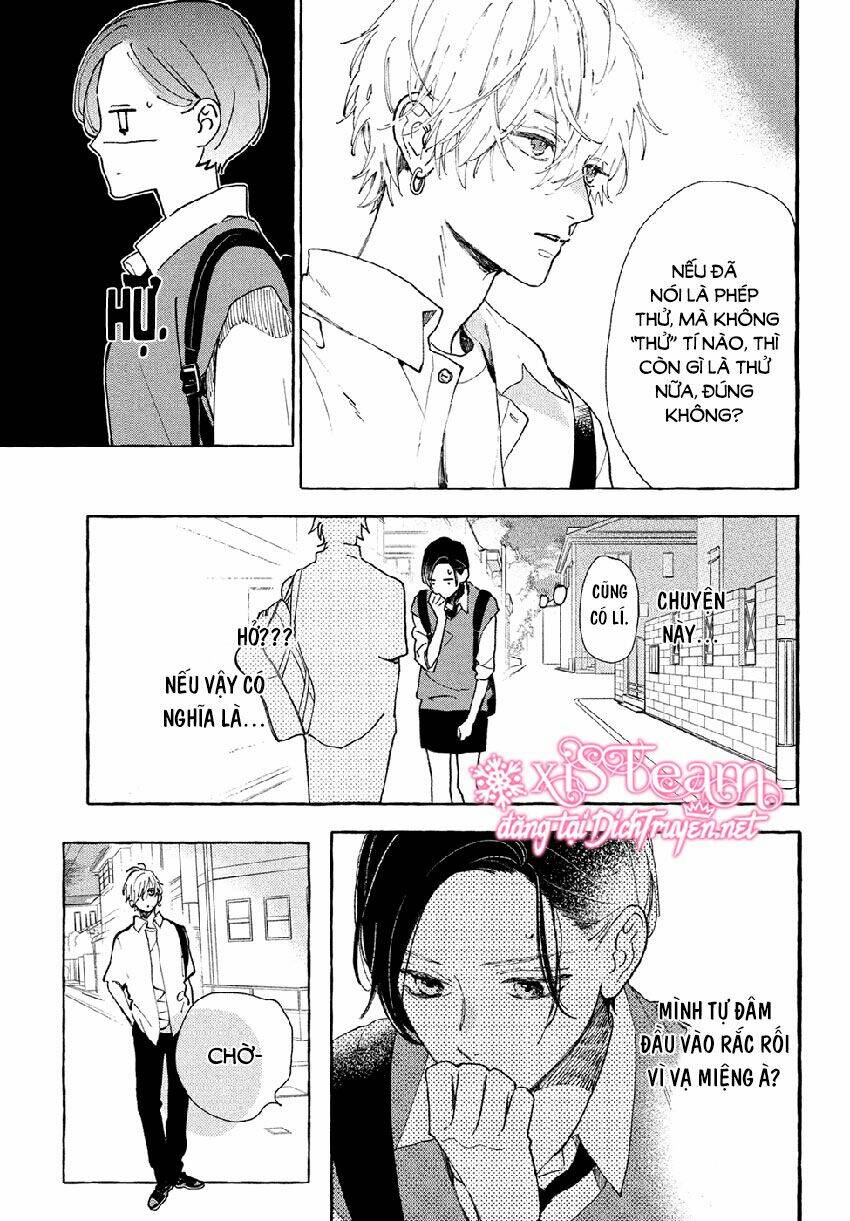 NẾU ĐÃ
NÓI LÀ PHÉP
THỬ, MÀ KHÔNG
"THỬ" TÍ NÀO, THÌ
CÒN GÌ LÀ THỬ
NỮA, ĐÚNG
KHÔNG?
HỰ.
CHUYỆN
NÀY...
CŨNG
CÓ LÍ.
HỞ???
NẾU VẬY CÓ
NGHĨA LÀ...
xiSTeam
đăng tại DichTruyen.net
MÌNH TỰ ĐÂM
ĐẦU VÀO RẮC RỐI
VÌ VẠ MIỆNG À?
CHỜ-